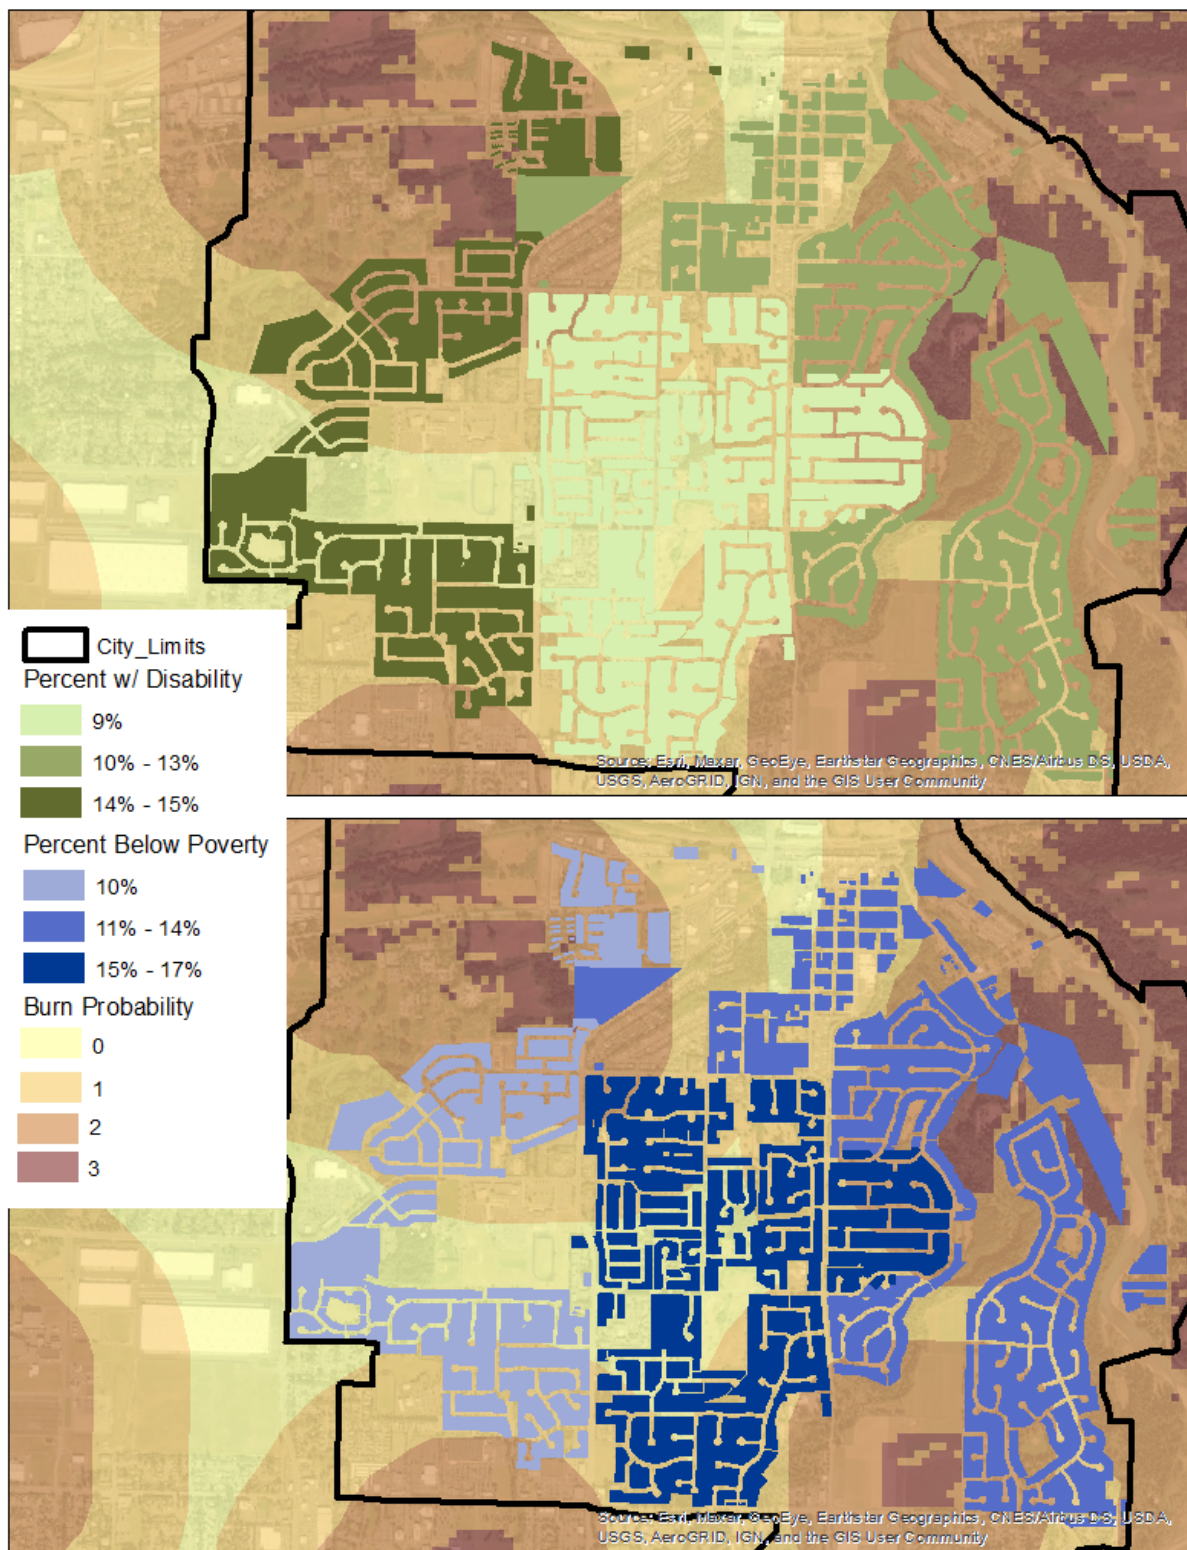 Source: Esri, Maxar, GeoEye, Earthstar Geographics, CNES/Airbus DS, USDA,
USGS, AeroGRID, IGN, and the GIS User Community
City_Limits
Percent w/ Disability
9%
10% - 13%
14% - 15%
Percent Below Poverty
10%
11% - 14%
15% - 17%
Burn Probability
0
1
2
3
Source: Esri, Maxar, GeoEye, Earthstar Geographics, CNES/Airbus DS, USDA,
USGS, AeroGRID, IGN, and the GIS User Community